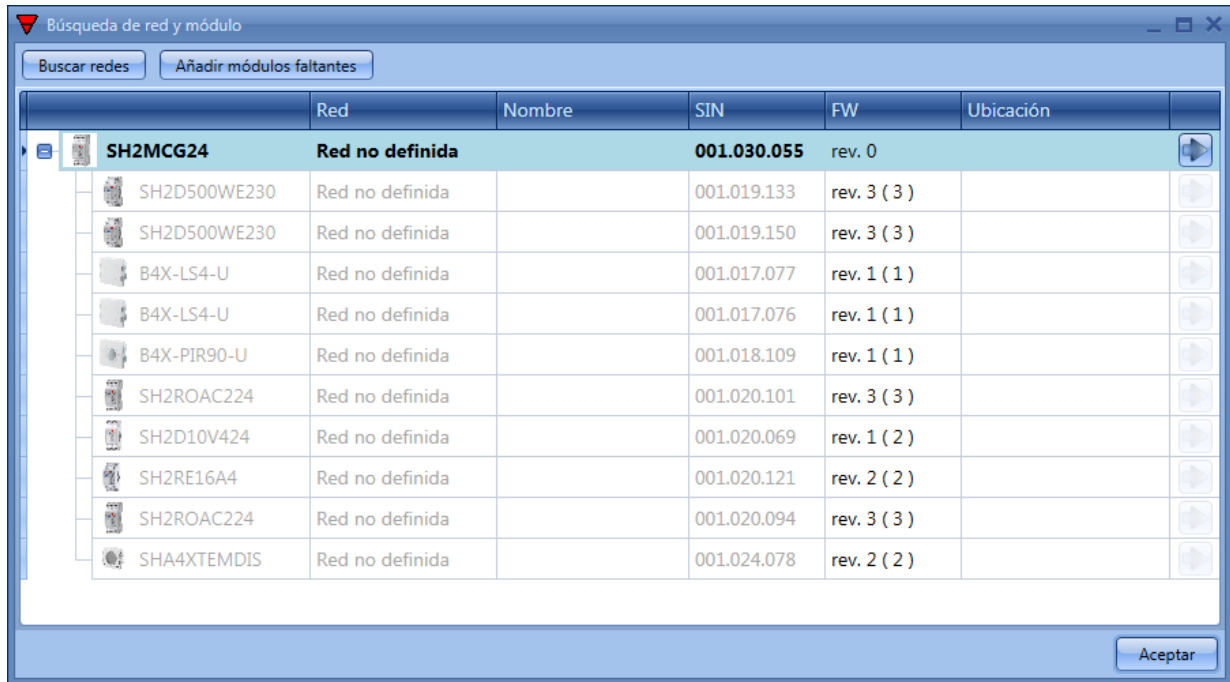 Búsqueda de red y módulo
Buscar redes Añadir módulos faltantes
Red Nombre SIN FW Ubicación
SH2MCG24 Red no definida 001.030.055 rev. 0
SH2D500WE230 Red no definida 001.019.133 rev. 3 ( 3 )
SH2D500WE230 Red no definida 001.019.150 rev. 3 ( 3 )
B4X-LS4-U Red no definida 001.017.077 rev. 1 ( 1 )
B4X-LS4-U Red no definida 001.017.076 rev. 1 ( 1 )
B4X-PIR90-U Red no definida 001.018.109 rev. 1 ( 1 )
SH2ROAC224 Red no definida 001.020.101 rev. 3 ( 3 )
SH2D10V424 Red no definida 001.020.069 rev. 1 ( 2 )
SH2RE16A4 Red no definida 001.020.121 rev. 2 ( 2 )
SH2ROAC224 Red no definida 001.020.094 rev. 3 ( 3 )
SHA4XTEMDIS Red no definida 001.024.078 rev. 2 ( 2 )
Aceptar